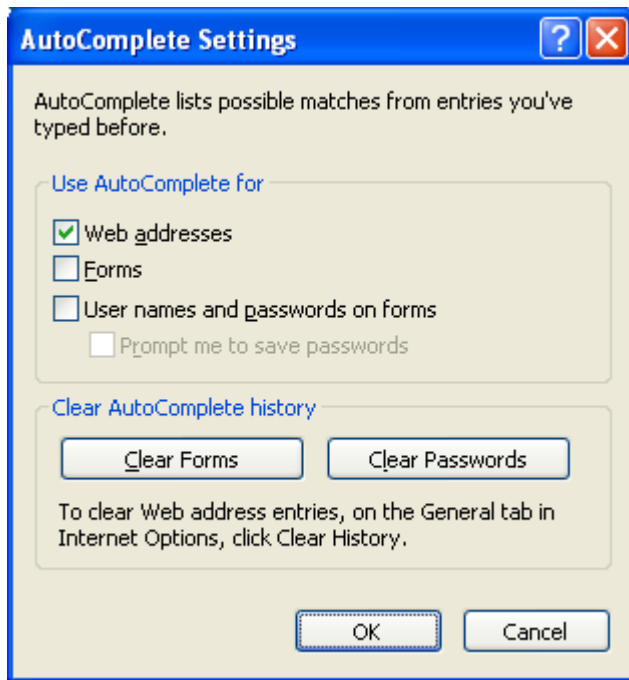 AutoComplete Settings
AutoComplete lists possible matches from entries you've
typed before.
Use AutoComplete for
Web addresses
Forms
User names and passwords on forms
Prompt me to save passwords
Clear AutoComplete history
Clear Forms
Clear Passwords
To clear Web address entries, on the General tab in
Internet Options, click Clear History.
OK
Cancel